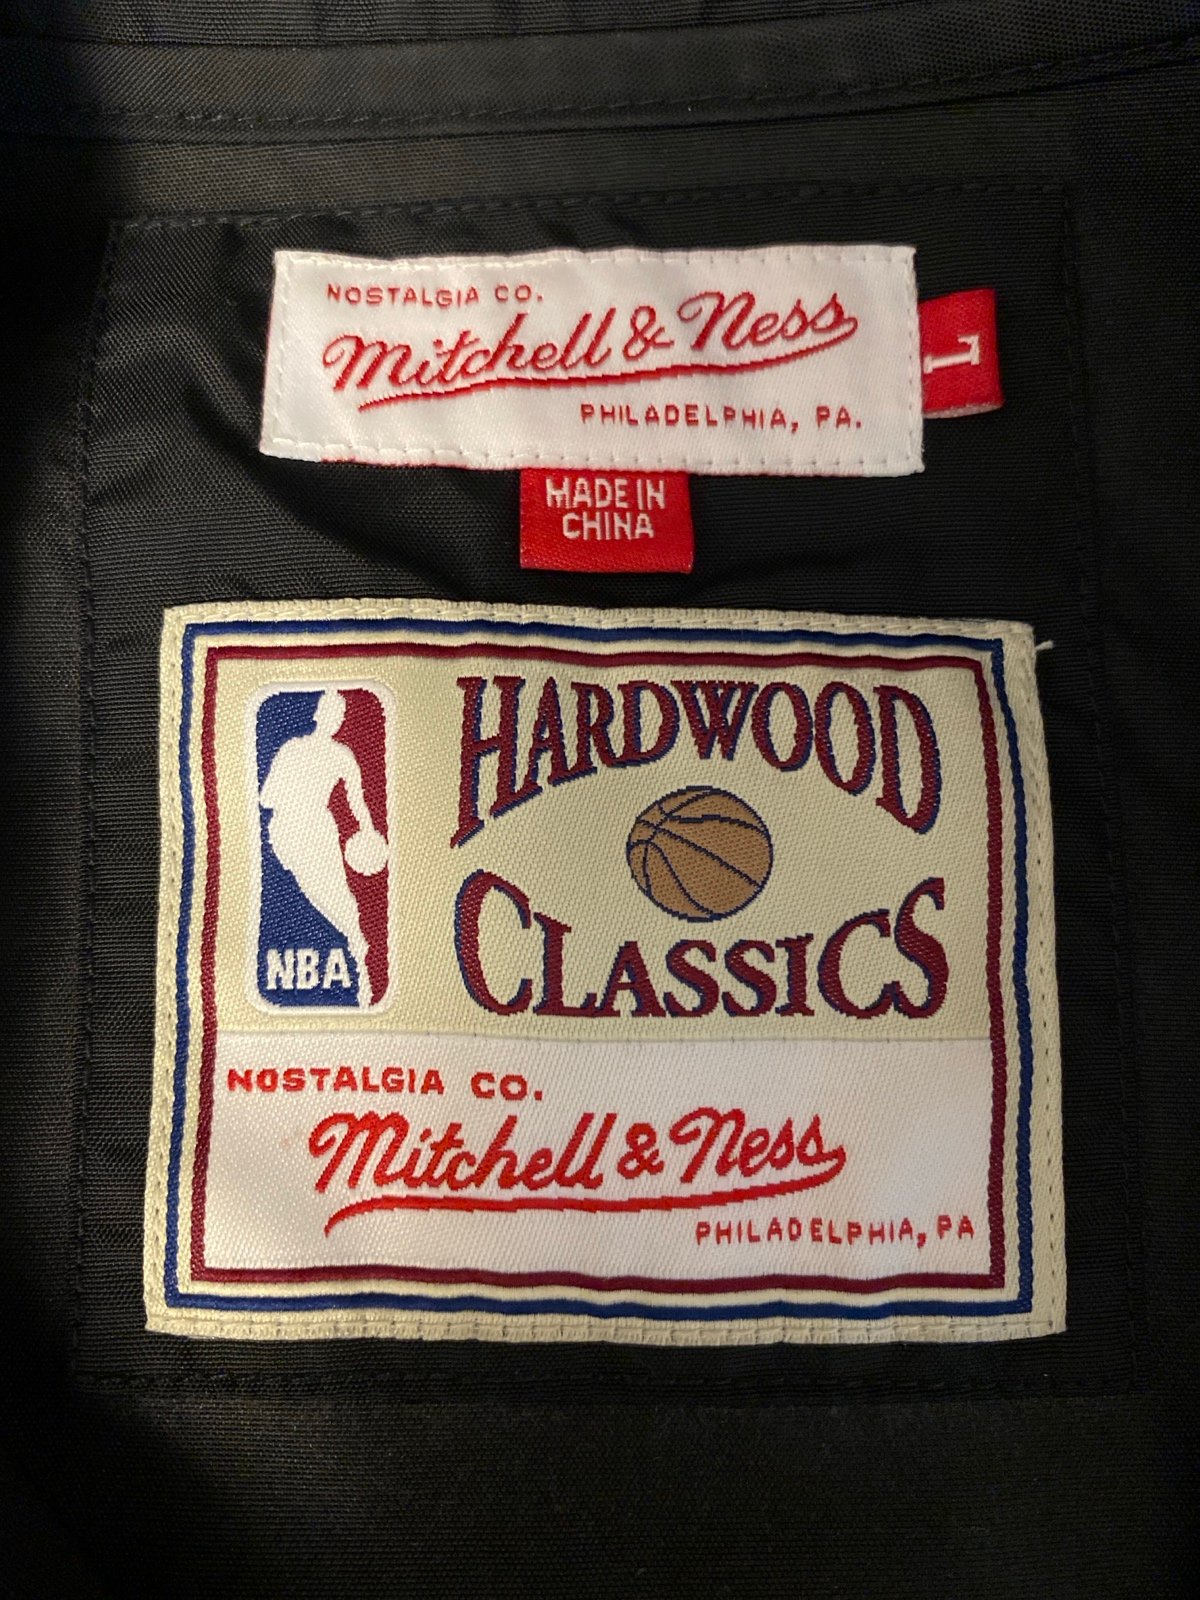 NOSTALGIA CO.
Mitchell & Ness
PHILADELPHIA, PA.
L
MADE IN
CHINA
HARDWOOD
CLASSICS
NBA
NOSTALGIA CO.
Mitchell & Ness
PHILADELPHIA, PA